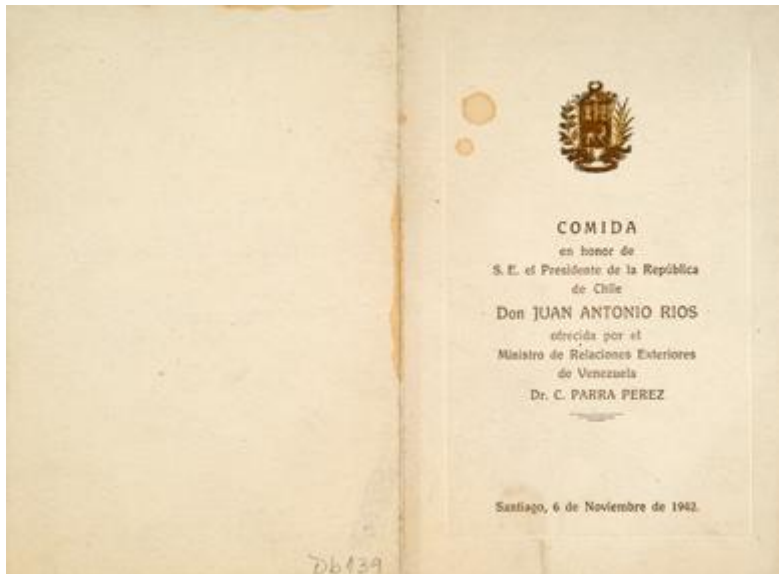 COMIDA
en honor de
S. E. el Presidente de la República
de Chile
Don JUAN ANTONIO RIOS
ofrecida por el
Ministro de Relaciones Exteriores
de Venezuela
Dr. C. PARRA PEREZ
Santiago, 6 de Noviembre de 1942.
Db139